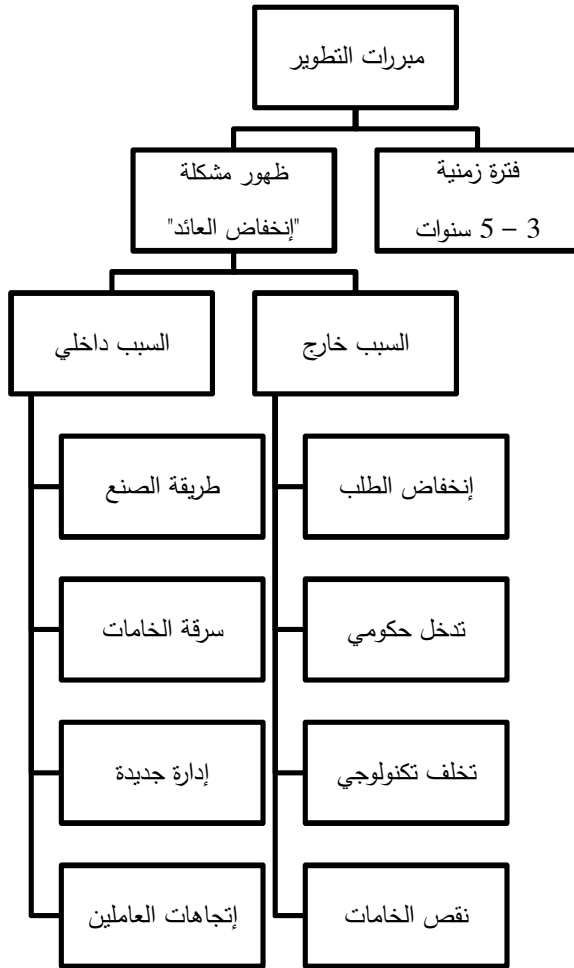 مبررات التطوير
فترة زمنية
3 – 5 سنوات
ظهور مشكلة
"إنخفاض العائد"
السبب خارج
السبب داخلي
إنخفاض الطلب
طريقة الصنع
تدخل حكومي
سرقة الخامات
تخلف تكنولوجي
إدارة جديدة
نقص الخامات
إتجاهات العاملين